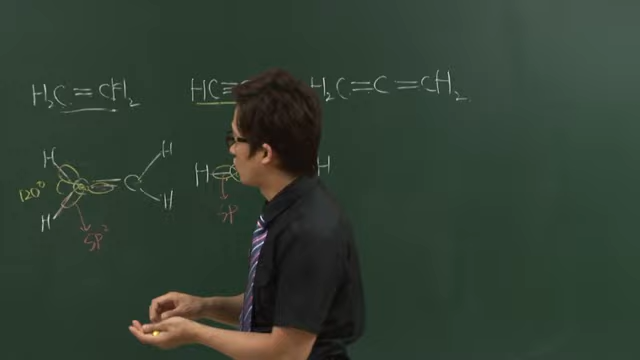 H₂C=CH₂ HC≡ H₂C=C=CH₂
H H
120° C
H H
sp²
H H
sp